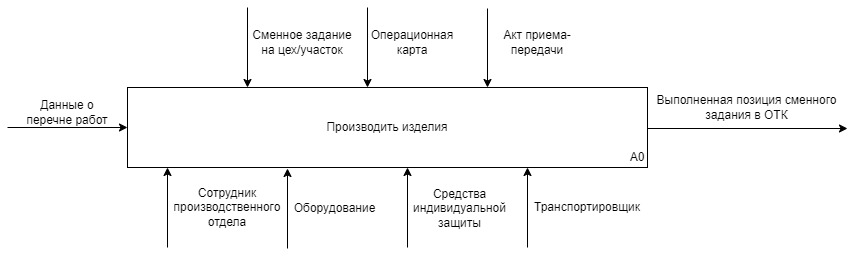 Сменное задание
на цех/участок
Операционная
карта
Акт приема-
передачи
Данные о
перечне работ
Производить изделия
A0
Выполненная позиция сменного
задания в ОТК
Сотрудник
производственного
отдела
Оборудование
Средства
индивидуальной
защиты
Транспортировщик